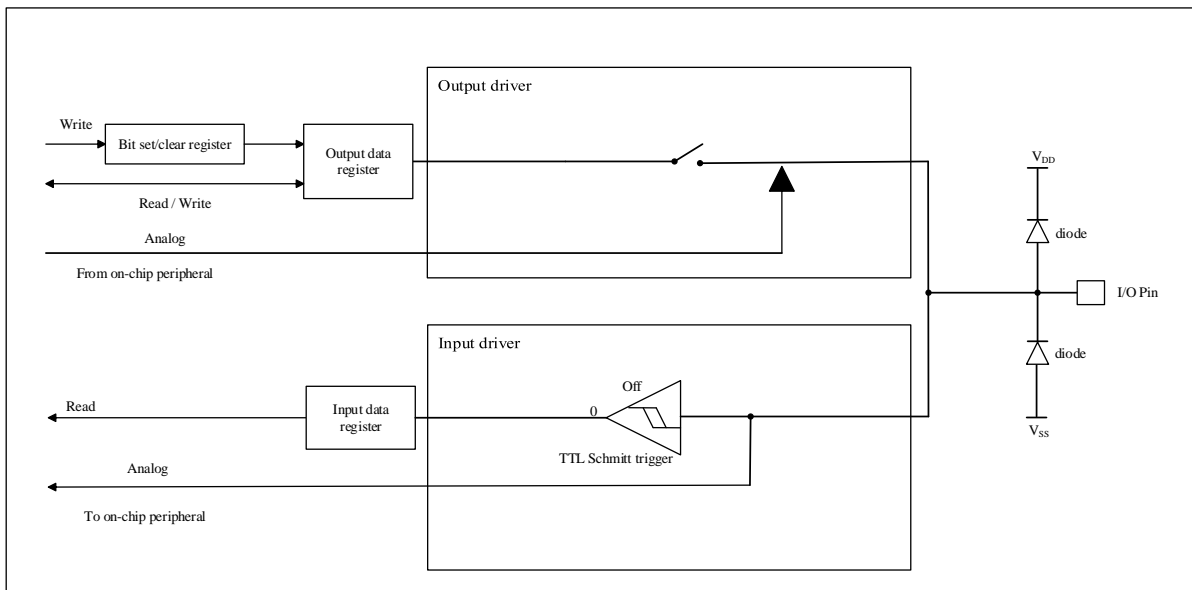 Output driver
Write
Bit set/clear register
Output data
register
Read / Write
Analog
From on-chip peripheral
VDD
diode
I/O Pin
diode
VSS
Input driver
Off
0
TTL Schmitt trigger
Read
Input data
register
Analog
To on-chip peripheral